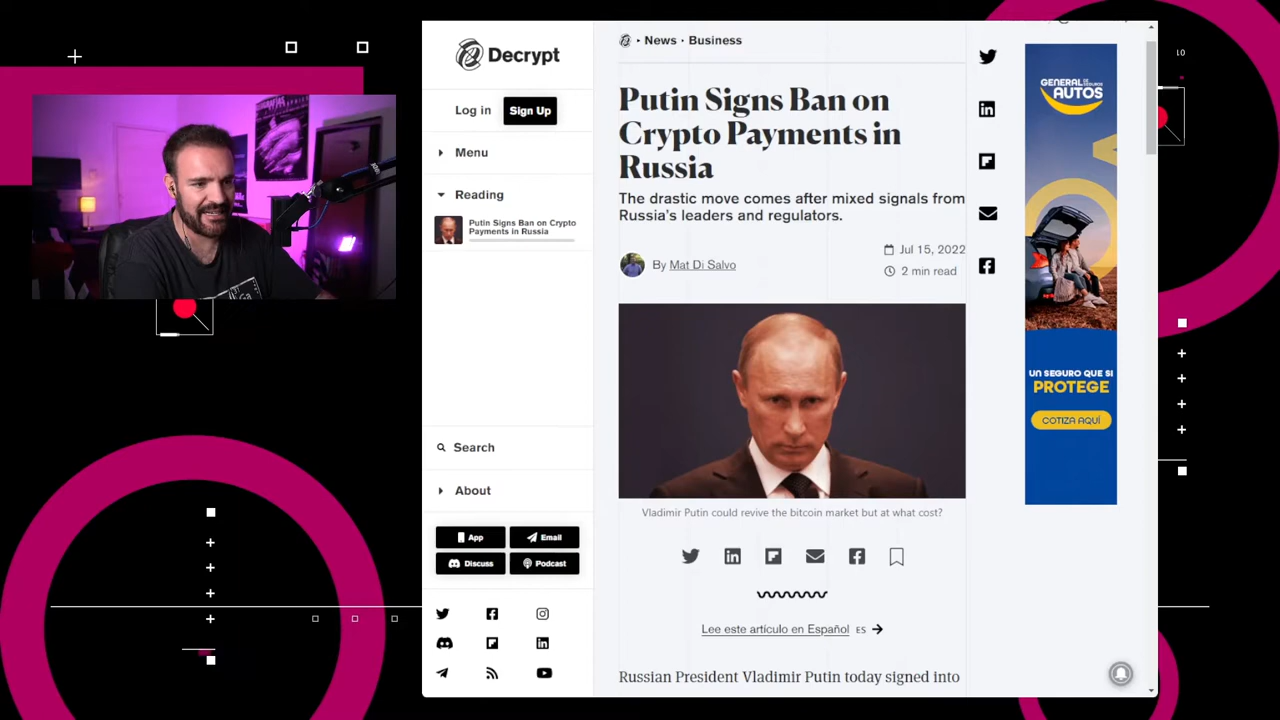 Decrypt
Log in
Sign Up
Menu
Reading
Putin Signs Ban on Crypto
Payments in Russia
Search
About
App
Email
Discuss
Podcast
News · Business
Putin Signs Ban on
Crypto Payments in
Russia
The drastic move comes after mixed signals from
Russia's leaders and regulators.
By Mat Di Salvo
Jul 15, 2022
2 min read
Vladimir Putin could revive the bitcoin market but at what cost?
Lee este artículo en Español ES
Russian President Vladimir Putin today signed into
GENERAL DE SEGUROS
AUTOS
UN SEGURO QUE SI
PROTEGE
COTIZA AQUÍ
10